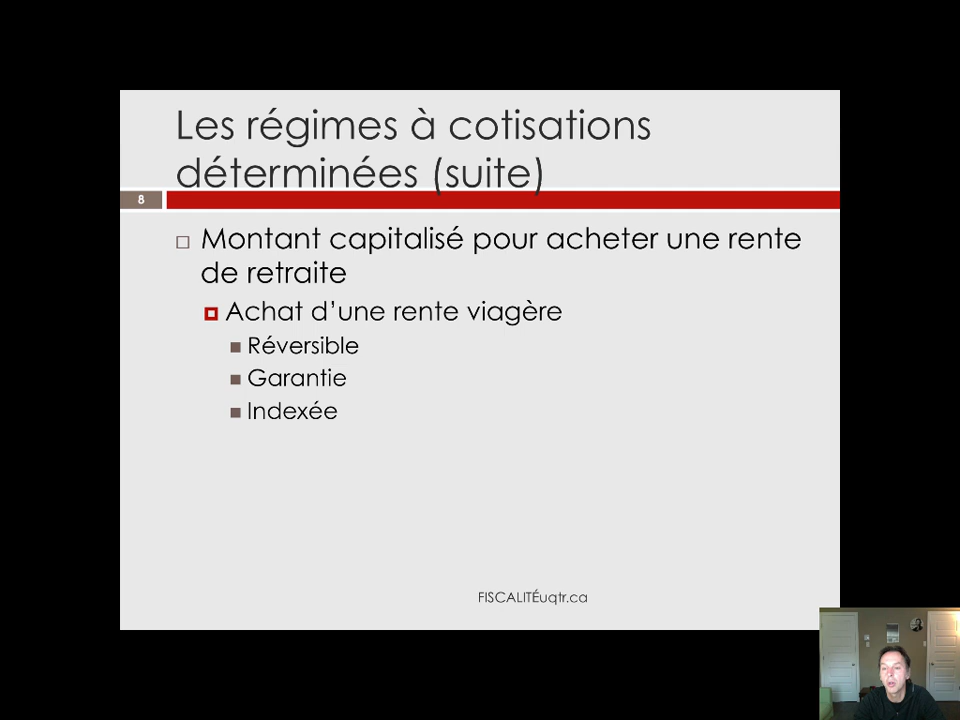 Les régimes à cotisations
déterminées (suite)
8
Montant capitalisé pour acheter une rente
de retraite
Achat d’une rente viagère
Réversible
Garantie
Indexée
FISCALITÉuqtr.ca